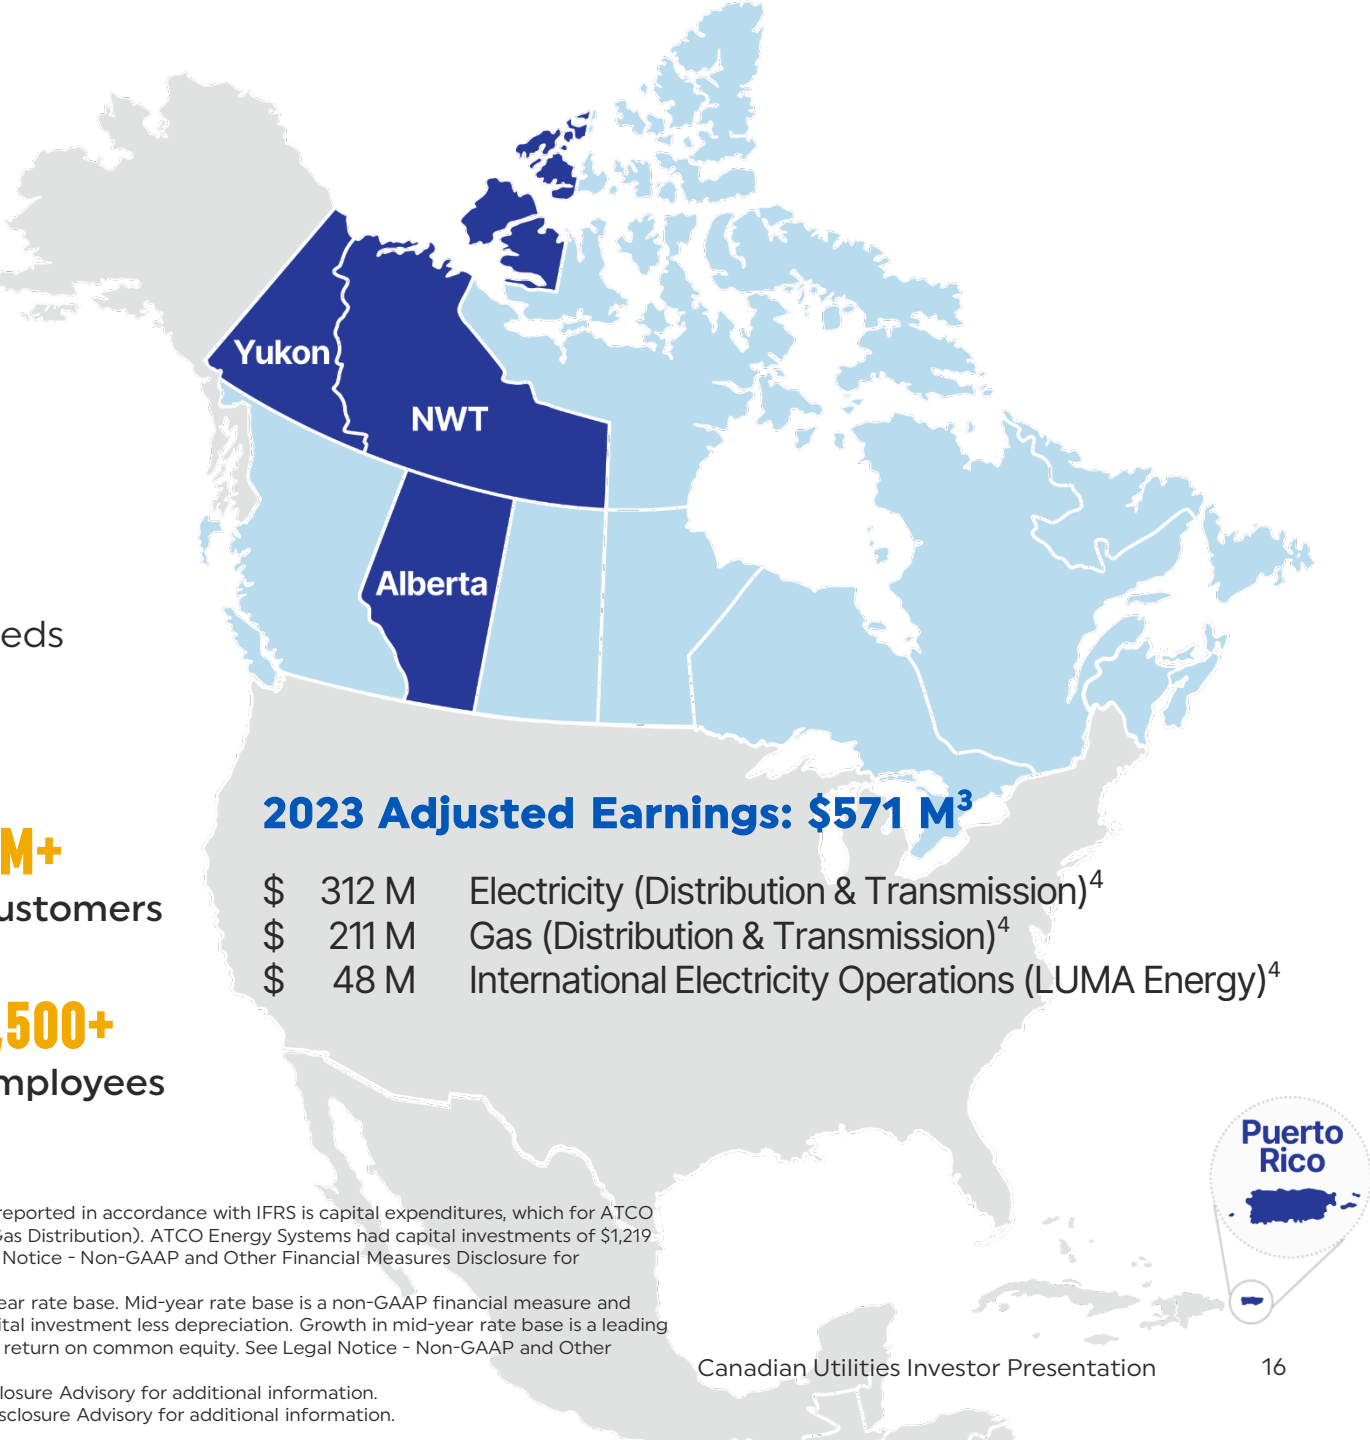 Yukon
NWT
Alberta
eds
2023 Adjusted Earnings: $571 M³
$ 312 M Electricity (Distribution & Transmission)⁴
$ 211 M Gas (Distribution & Transmission)⁴
$ 48 M International Electricity Operations (LUMA Energy)⁴
M+
ustomers
,500+
mployees
Puerto
Rico
reported in accordance with IFRS is capital expenditures, which for ATCO
Gas Distribution). ATCO Energy Systems had capital investments of $1,219
Notice - Non-GAAP and Other Financial Measures Disclosure for
ear rate base. Mid-year rate base is a non-GAAP financial measure and
ital investment less depreciation. Growth in mid-year rate base is a leading
return on common equity. See Legal Notice - Non-GAAP and Other
closure Advisory for additional information.
sclosure Advisory for additional information.
Canadian Utilities Investor Presentation 16